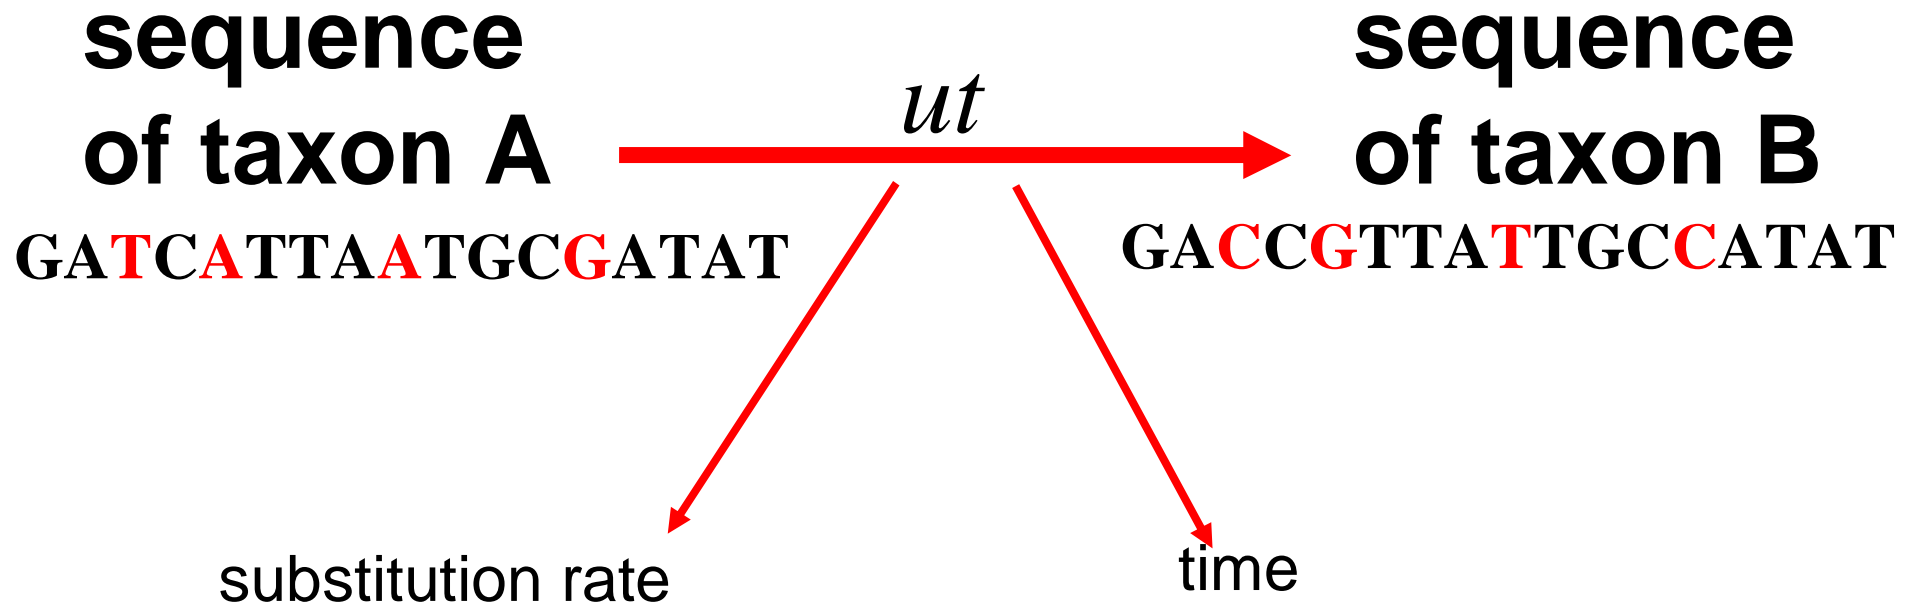 sequence
of taxon A
GATCATTAATGCGATAT
ut
sequence
of taxon B
GACCGTTATTGCCATAT
substitution rate
time